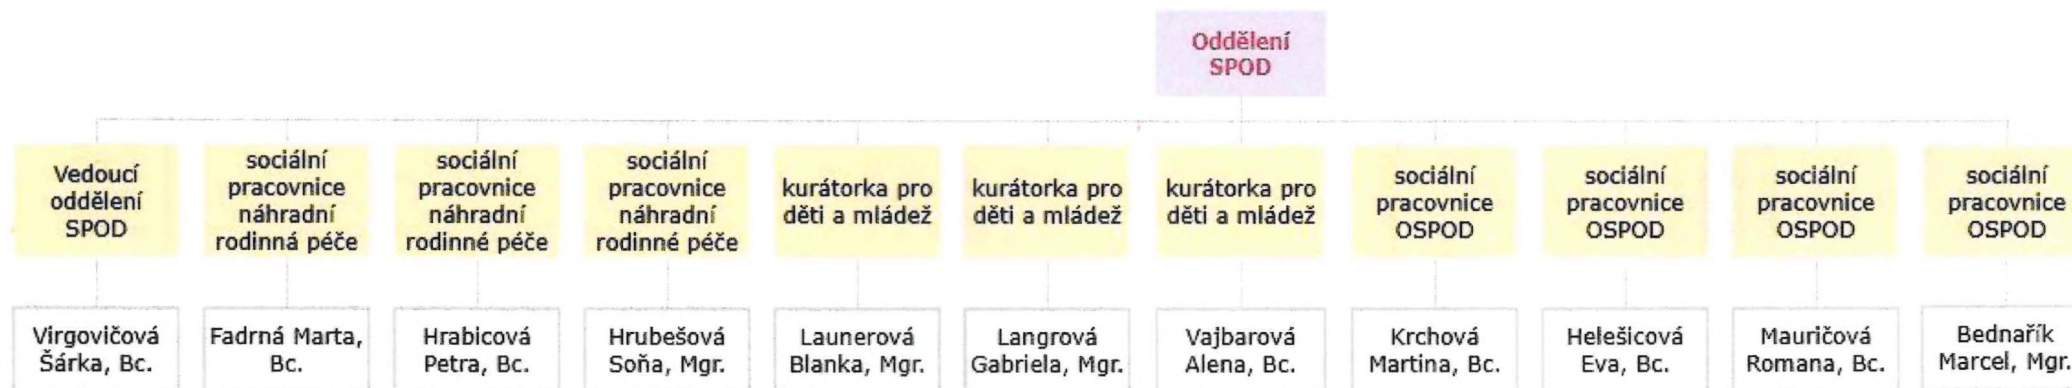 Oddělení
SPOD
Vedoucí
oddělení
SPOD
sociální
pracovnice
náhradní
rodinná péče
sociální
pracovnice
náhradní
rodinné péče
sociální
pracovnice
náhradní
rodinné péče
kurátorka pro
děti a mládež
kurátorka pro
děti a mládež
kurátorka pro
děti a mládež
sociální
pracovnice
OSPOD
sociální
pracovnice
OSPOD
sociální
pracovnice
OSPOD
sociální
pracovnice
OSPOD
Virgovičová
Šárka, Bc.
Fadrná Marta,
Bc.
Hrabicová
Petra, Bc.
Hrubešová
Soňa, Mgr.
Launerová
Blanka, Mgr.
Langrová
Gabriela, Mgr.
Vajbarová
Alena, Bc.
Krchová
Martina, Bc.
Helešicová
Eva, Bc.
Mauričová
Romana, Bc.
Bednařík
Marcel, Mgr.